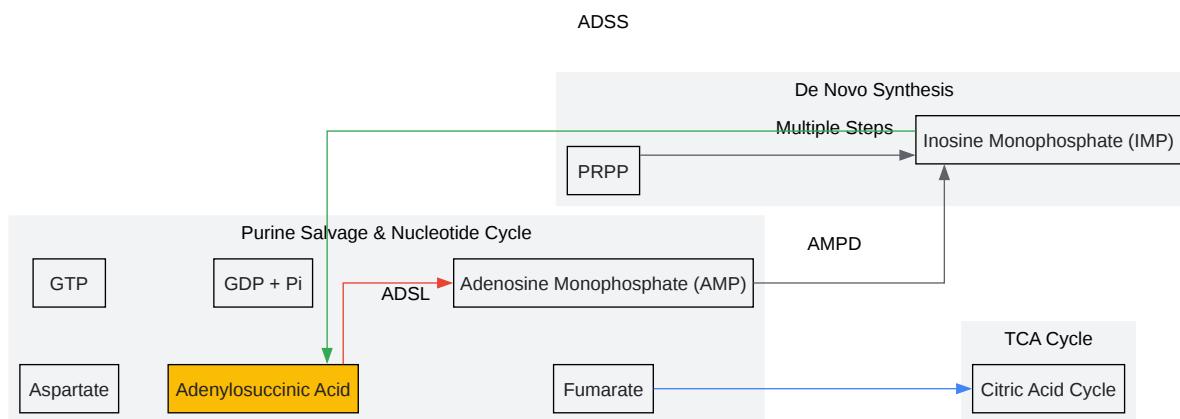 ADSS
De Novo Synthesis
Multiple Steps
Inosine Monophosphate (IMP)
PRPP
Purine Salvage & Nucleotide Cycle
AMPD
GTP
GDP + Pi
ADSL
Adenosine Monophosphate (AMP)
TCA Cycle
Aspartate
Adenylosuccinic Acid
Fumarate
Citric Acid Cycle